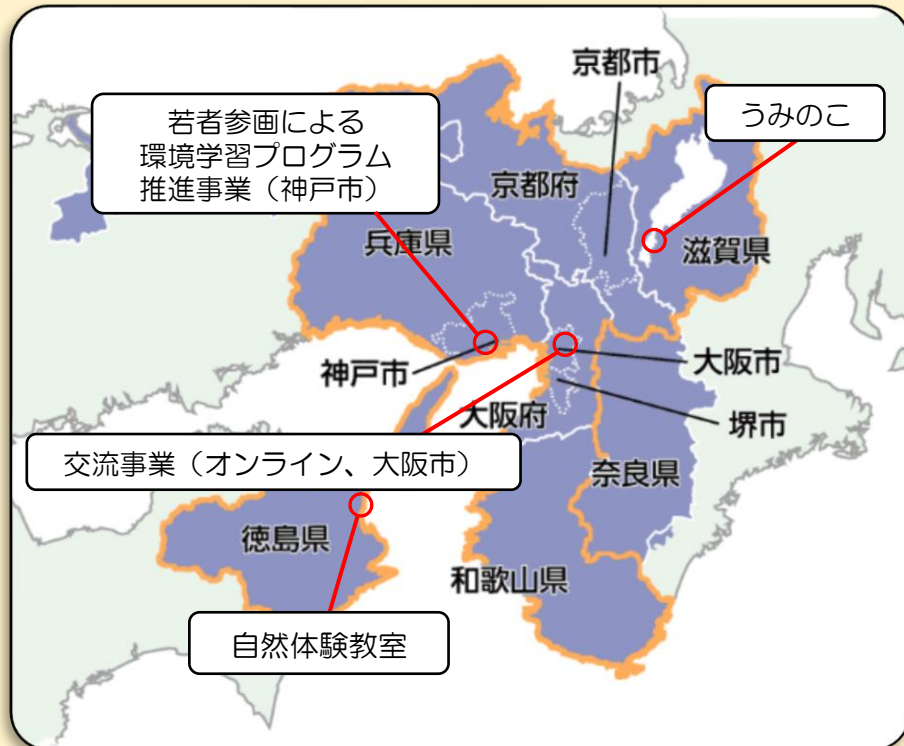 京都市
若者参画による
環境学習プログラム
推進事業（神戸市）
うみのこ
京都府
兵庫県
滋賀県
神戸市
大阪市
大阪府
堺市
交流事業（オンライン、大阪市）
奈良県
徳島県
和歌山県
自然体験教室